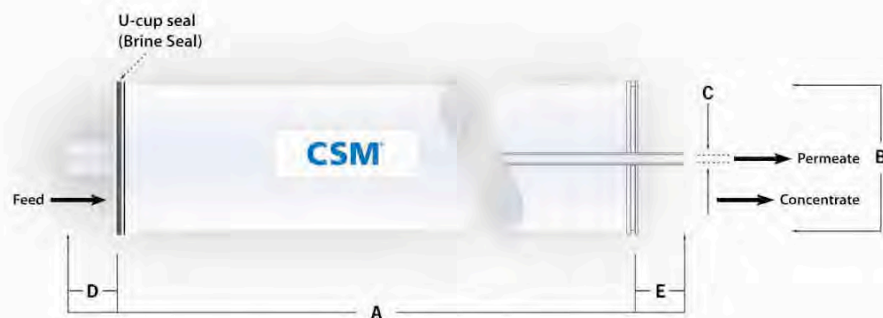 U-cup seal
(Brine Seal)
C
CSM
Permeate
B
Feed
Concentrate
D
E
A